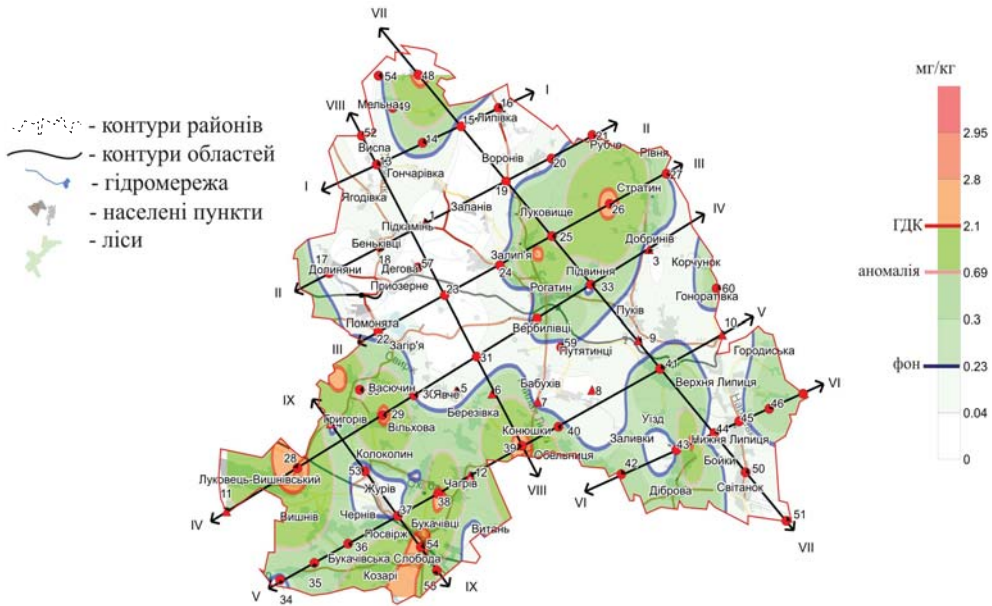 VII
мг/кг
54
48
Мельна
49
16
I
Липівка
- контури районів
VIII
52
15
14
II
21
2.95
- контури областей
Виспа
Рубче
Рівня
13
Гончарівка
Воронів
20
III
2.8
- гідромережа
I
27
Ягодівка
19
Стратин
- населені пункти
Заланів
26
IV
ГДК
2.1
1
Підкамінь
Луковище
- ліси
Беньківці
25
Добринів
17
18
57
Залип'я
3
Корчунок
аномалія
0.69
Долиняни
Дегова
24
Підвиння
Приозерне
Рогатин
33
60
II
23
Гоноратівка
0.3
Помонята
Вербилівці
Пуків
10
V
22
9
III
Загір'я
59
Городиська
31
Путятинці
41
фон
0.23
Васючин
30
Явче
5
Бабухів
Верхня Липиця
VI
IX
6
8
Березівка
7
46
0.04
Григорів
29
Вільхова
Уїзд
45
Конюшки
40
44
Заливки
Нижня Липиця
39
Обельниця
43
0
28
Колоколин
Бойки
Луковець-Вишнівський
53
12
VIII
42
50
11
Журів
Чагрів
VI
Світанок
38
Діброва
IV
Вишнів
37
Чернів
51
Букачівці
Витань
Посвірж
VII
36
54
Букачівська Слобода
35
Козарі
V
IX
34